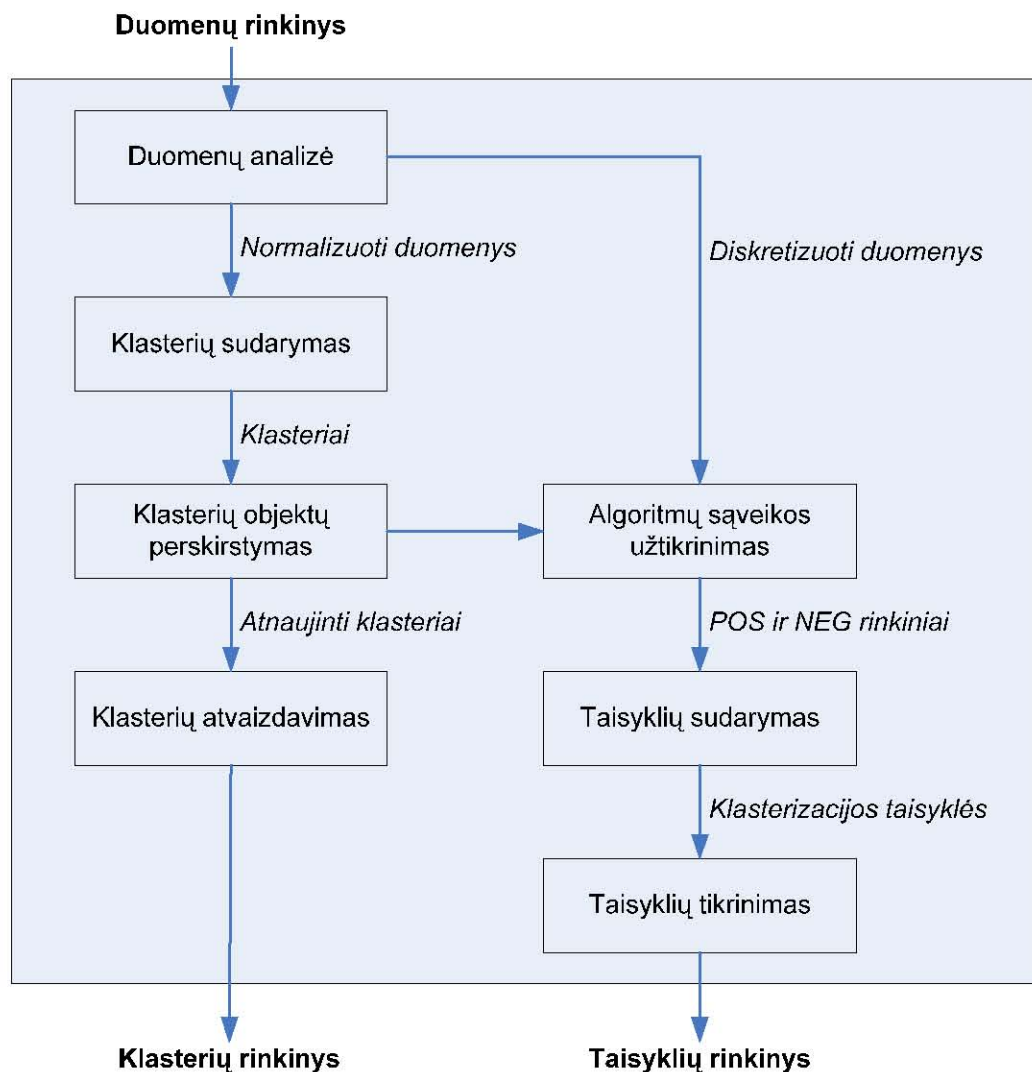 Duomenų rinkinys
Duomenų analizė
Normalizuoti duomenys
Diskretizuoti duomenys
Klasterių sudarymas
Klasteriai
Klasterių objektų
perskirstymas
Algoritmų sąveikos
užtikrinimas
Atnaujinti klasteriai
POS ir NEG rinkiniai
Klasterių atvaizdavimas
Taisyklių sudarymas
Klasterizacijos taisyklės
Taisyklių tikrinimas
Klasterių rinkinys
Taisyklių rinkinys